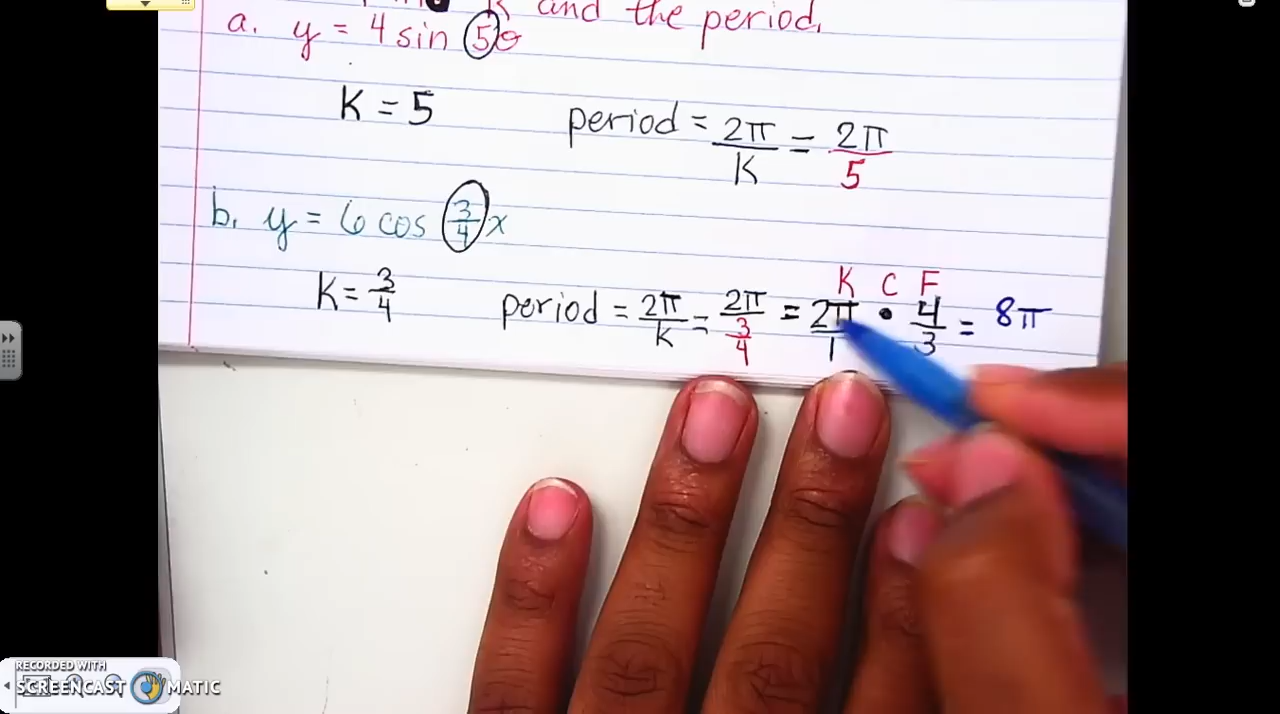 K and the period.
a. y = 4 sin 5θ
K = 5 period = 2π/K = 2π/5
b. y = 6 cos 3/4 x
K C F
K = 3/4 period = 2π/K = 2π/(3/4) = 2π/1 • 4/3 = 8π
RECORDED WITH
SCREENCAST MATIC